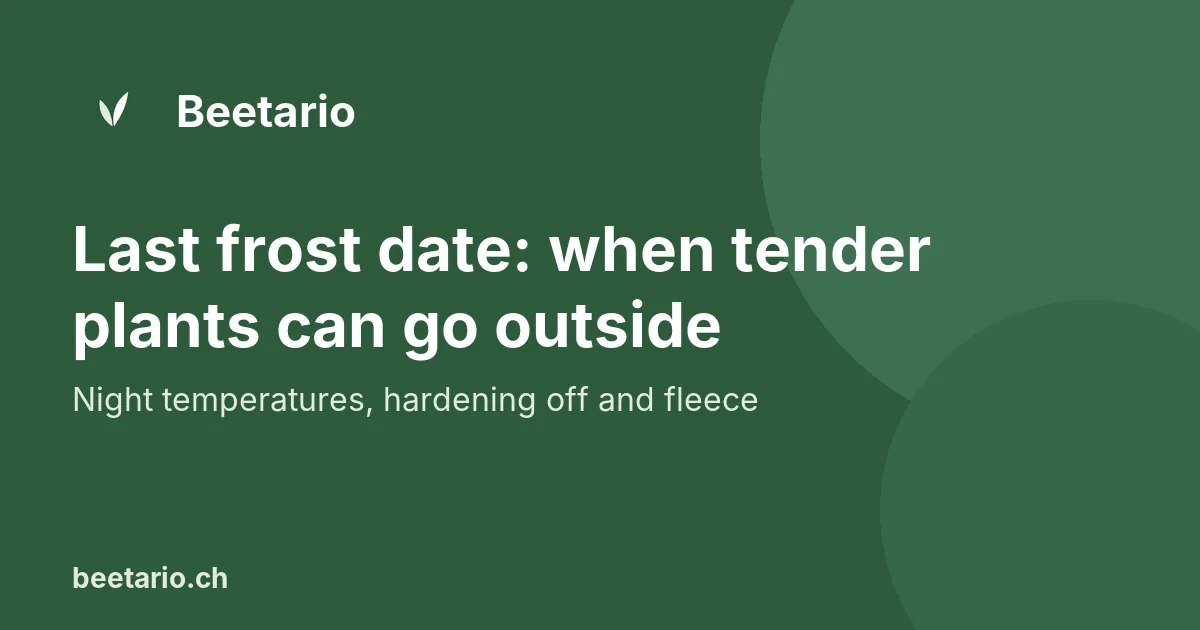 Beetario
Last frost date: when tender
plants can go outside
Night temperatures, hardening off and fleece
beetario.ch